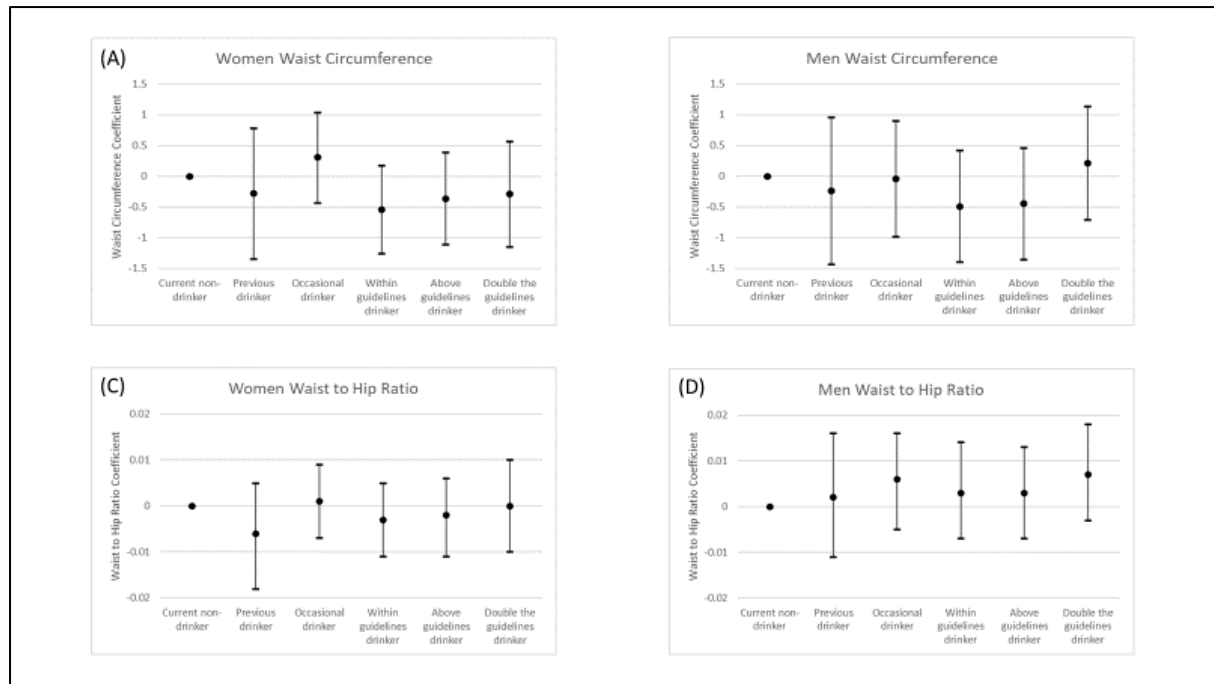 (A)
Women Waist Circumference
Waist Circumference Coefficient
1.5
1
0.5
0
-0.5
-1
-1.5
Current non-
drinker
Previous
drinker
Occasional
drinker
Within
guidelines
drinker
Above
guidelines
drinker
Double the
guidelines
drinker
Men Waist Circumference
Waist Circumference Coefficient
1.5
1
0.5
0
-0.5
-1
-1.5
Current non-
drinker
Previous
drinker
Occasional
drinker
Within
guidelines
drinker
Above
guidelines
drinker
Double the
guidelines
drinker
(C)
Women Waist to Hip Ratio
Waist to Hip Ratio Coefficient
0.02
0.01
0
-0.01
-0.02
Current non-
drinker
Previous
drinker
Occasional
drinker
Within
guidelines
drinker
Above
guidelines
drinker
Double the
guidelines
drinker
(D)
Men Waist to Hip Ratio
Waist to Hip Ratio Coefficient
0.02
0.01
0
-0.01
-0.02
Current non-
drinker
Previous
drinker
Occasional
drinker
Within
guidelines
drinker
Above
guidelines
drinker
Double the
guidelines
drinker